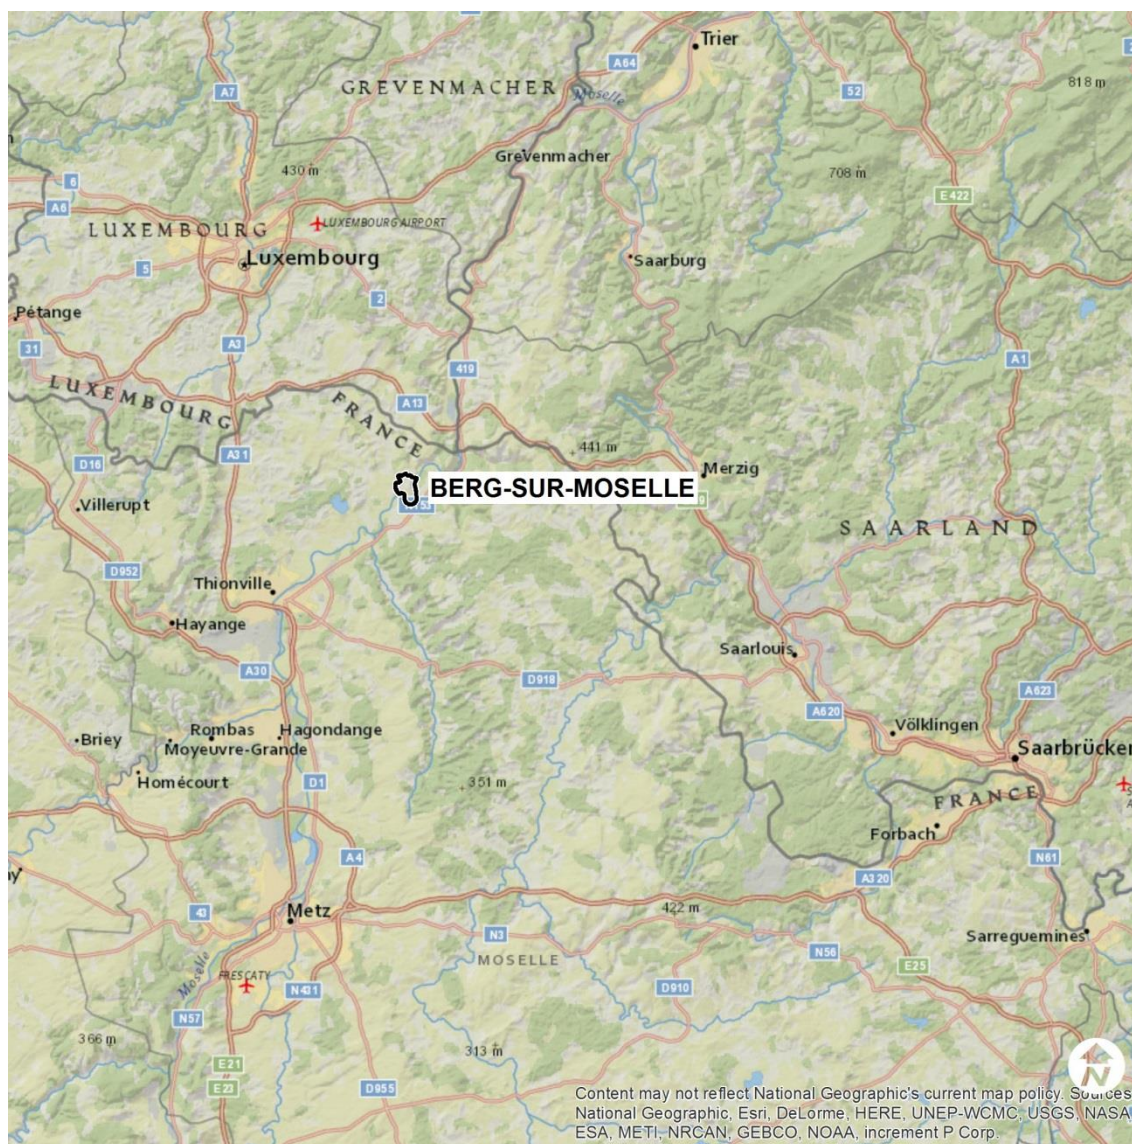 Trier
A64
A7
GREVENMACHER
Moselle
52
818 m
Grevenmacher
430 m
708 m
6
A6
E422
LUXEMBOURG AIRPORT
LUXEMBOURG
Luxembourg
5
Saarburg
2
Pétange
31
A3
419
A1
LUXEMBOURG
FRANCE
A13
441 m
A31
D16
Merzig
BERG-SUR-MOSELLE
Villerupt
SAARLAND
D952
Thionville
Hayange
Saarlouis
A30
D918
A623
A620
Rombas
Hagondange
Völklingen
Briey
Moyeuvre-Grande
Saarbrücken
Homécourt
D1
351 m
FRANCE
Forbach
A4
N61
A320
43
Metz
422 m
N3
Sarreguemines
N56
MOSELLE
E25
Moselle
FRESCATY
N431
D910
N57
366 m
313 m
E21
E23
D955
N
Content may not reflect National Geographic's current map policy. Sources
National Geographic, Esri, DeLorme, HERE, UNEP-WCMC, USGS, NASA
ESA, METI, NRCAN, GEBCO, NOAA, increment P Corp.